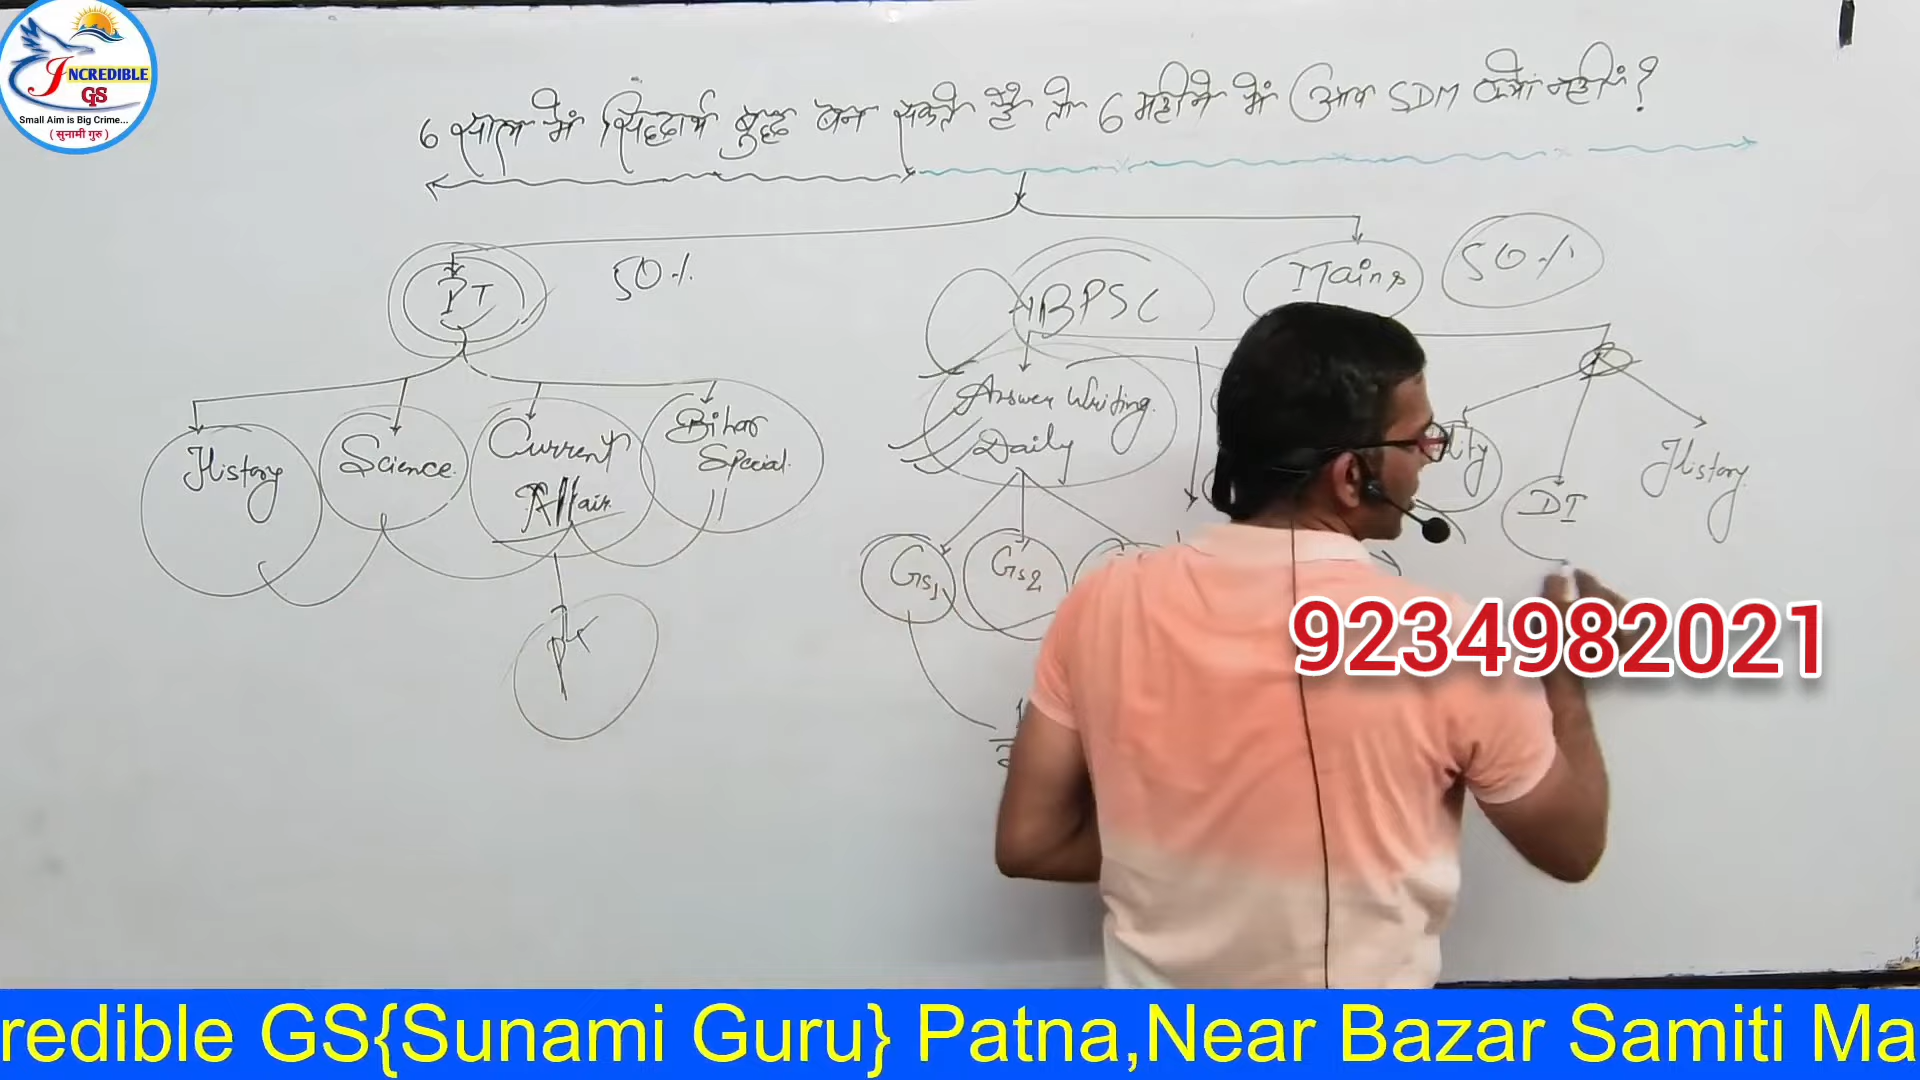 INCREDIBLE
GS
Small Aim is Big Crime...
( सुनामी गुरु )
6 साल में सिद्धार्थ बुद्ध बन सकते हैं तो 6 महीने में आप SDM क्यों नहीं ?
PT
50%
BPSC
Mains
50%
History
Science
Current
Affair
Bihar
Special
Answer Writing
Daily
lity
DI
History
GS1
GS2
9234982021
redible GS{Sunami Guru} Patna,Near Bazar Samiti Ma